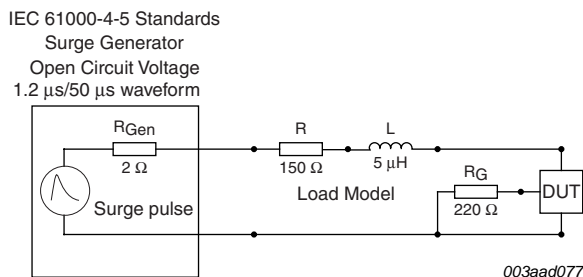 IEC 61000-4-5 Standards
Surge Generator
Open Circuit Voltage
1.2 μs/50 μs waveform
RGen
2 Ω
Surge pulse
R
150 Ω
L
5 μH
Load Model
RG
220 Ω
DUT
003aad077